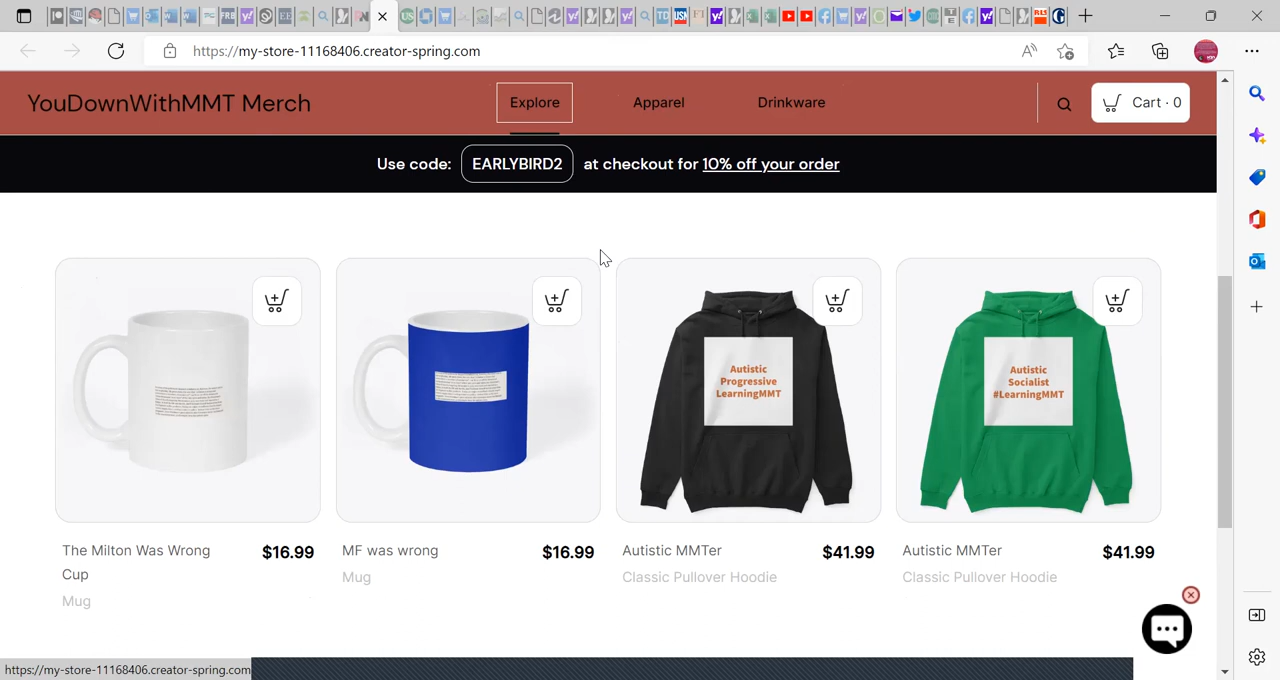 https://my-store-11168406.creator-spring.com
YouDownWithMMT Merch
Explore
Apparel
Drinkware
Cart · 0
Use code: EARLYBIRD2 at checkout for 10% off your order
Autistic
Progressive
LearningMMT
Autistic
Socialist
#LearningMMT
The Milton Was Wrong
Cup
$16.99
Mug
MF was wrong
$16.99
Mug
Autistic MMTer
$41.99
Classic Pullover Hoodie
Autistic MMTer
$41.99
Classic Pullover Hoodie
https://my-store-11168406.creator-spring.com